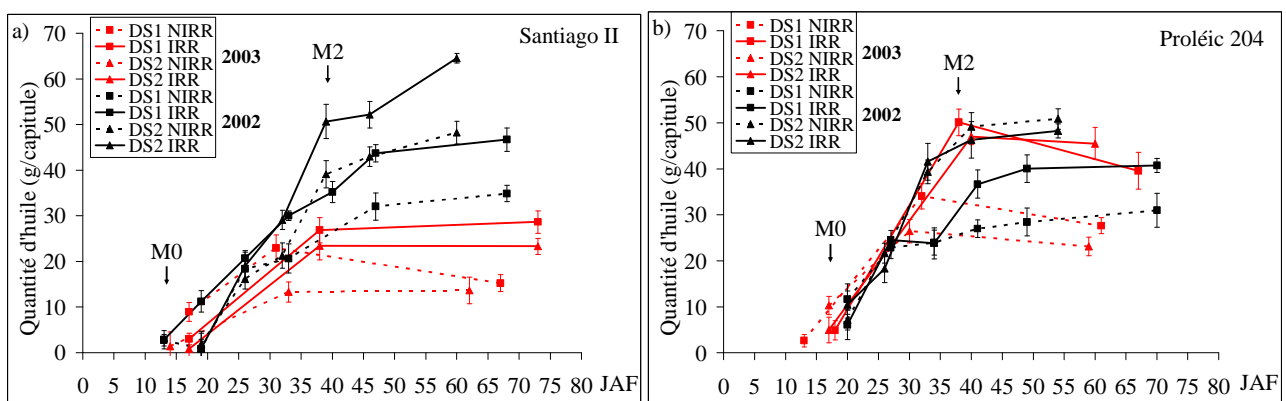 a)
Santiago II
DS1 NIRR
DS1 IRR
DS2 NIRR
DS2 IRR
2003
DS1 NIRR
DS1 IRR
DS2 NIRR
DS2 IRR
2002
M0
M2
Quantité d'huile (g/capitule)
70
60
50
40
30
20
10
0
0 5 10 15 20 25 30 35 40 45 50 55 60 65 70 75 80
JAF
b)
Proléic 204
DS1 NIRR
DS1 IRR
DS2 NIRR
DS2 IRR
2003
DS1 NIRR
DS1 IRR
DS2 NIRR
DS2 IRR
2002
M0
M2
Quantité d'huile (g/capitule)
70
60
50
40
30
20
10
0
0 5 10 15 20 25 30 35 40 45 50 55 60 65 70 75 80
JAF